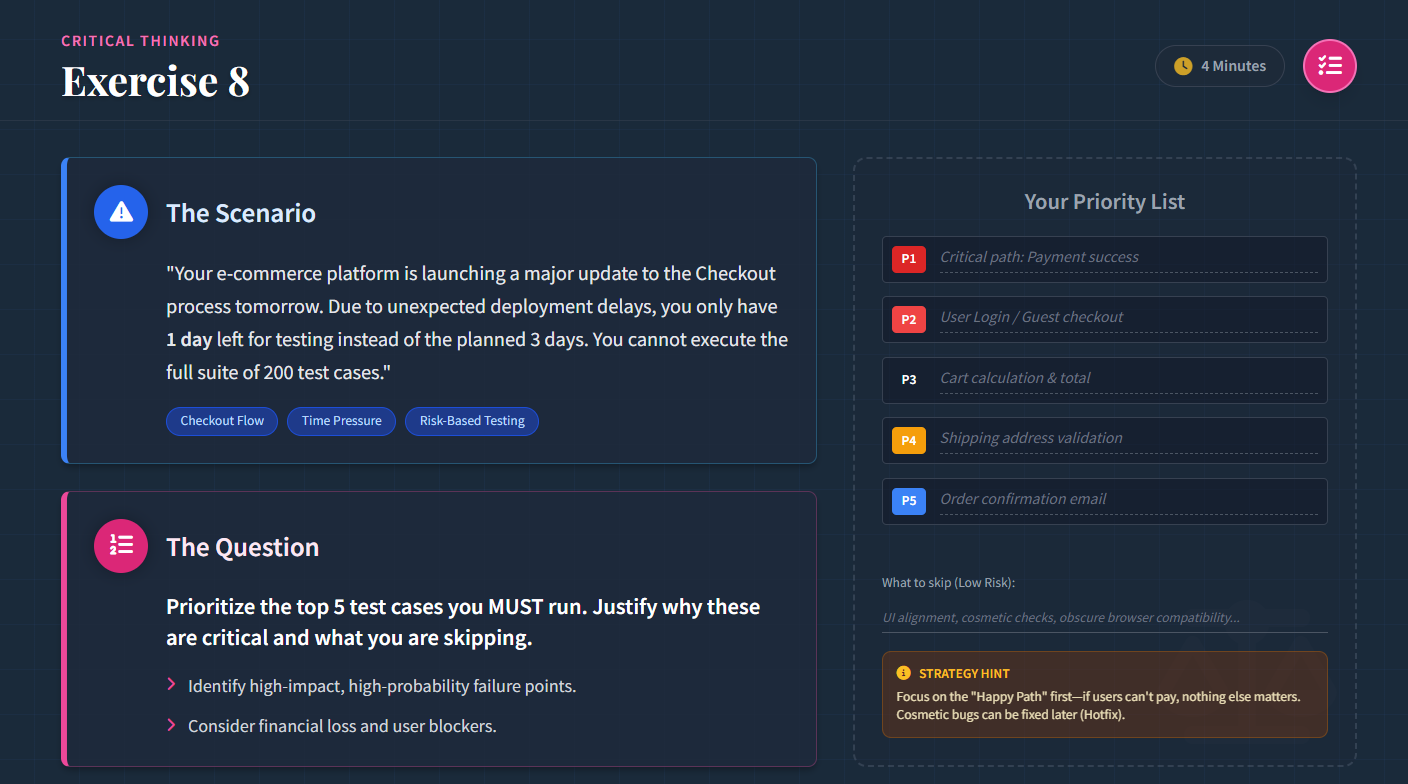 CRITICAL THINKING
Exercise 8
4 Minutes
The Scenario
"Your e-commerce platform is launching a major update to the Checkout
process tomorrow. Due to unexpected deployment delays, you only have
1 day left for testing instead of the planned 3 days. You cannot execute the
full suite of 200 test cases."
Checkout Flow
Time Pressure
Risk-Based Testing
The Question
Prioritize the top 5 test cases you MUST run. Justify why these
are critical and what you are skipping.
Identify high-impact, high-probability failure points.
Consider financial loss and user blockers.
Your Priority List
P1 Critical path: Payment success
P2 User Login / Guest checkout
P3 Cart calculation & total
P4 Shipping address validation
P5 Order confirmation email
What to skip (Low Risk):
UI alignment, cosmetic checks, obscure browser compatibility...
STRATEGY HINT
Focus on the "Happy Path" first—if users can't pay, nothing else matters.
Cosmetic bugs can be fixed later (Hotfix).